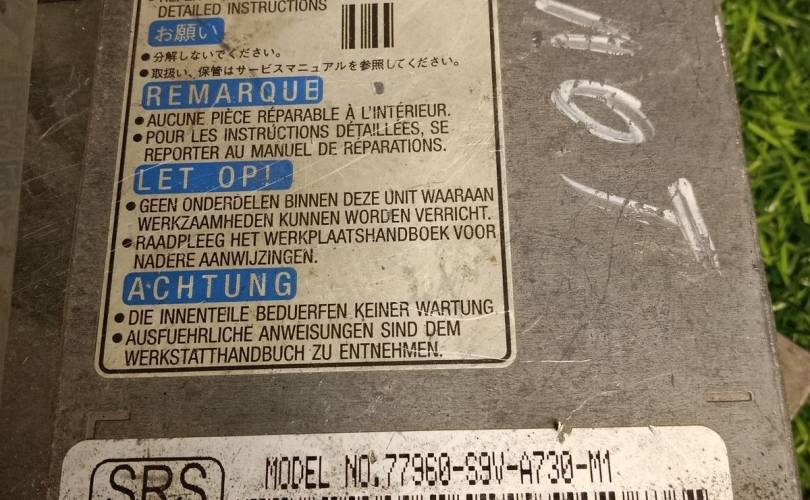 DETAILED INSTRUCTIONS
お願い
●分解しないでください。
●取扱い、保管はサービスマニュアルを参照してください。
REMARQUE
●AUCUNE PIÈCE RÉPARABLE À L'INTÉRIEUR.
●POUR LES INSTRUCTIONS DÉTAILLÉES, SE
REPORTER AU MANUEL DE RÉPARATIONS.
LET OP!
●GEEN ONDERDELEN BINNEN DEZE UNIT WAARAAN
WERKZAAMHEDEN KUNNEN WORDEN VERRICHT.
●RAADPLEEG HET WERKPLAATSHANDBOEK VOOR
NADERE AANWIJZINGEN.
ACHTUNG
●DIE INNENTEILE BEDUERFEN KEINER WARTUNG
●AUSFUEHRLICHE ANWEISUNGEN SIND DEM
WERKSTATTHANDBUCH ZU ENTNEHMEN.
SRS
MODEL NO.77960-S9V-A730-M1